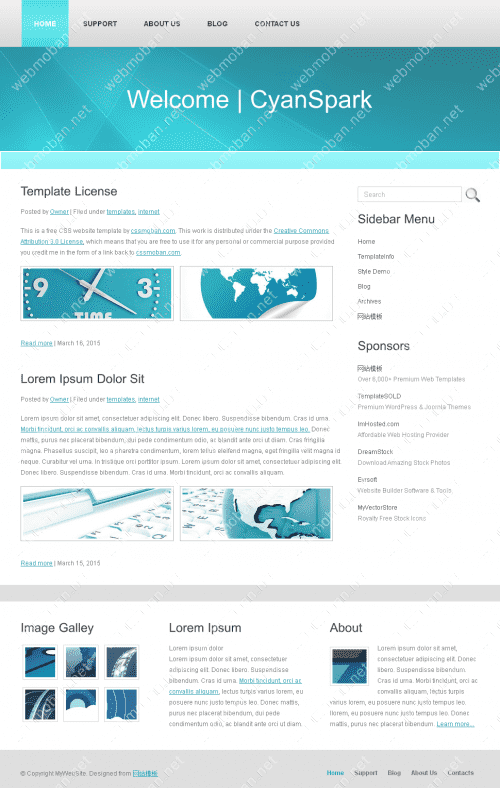 HOME SUPPORT ABOUT US BLOG CONTACT US
Welcome | CyanSpark
Template License
Posted by Owner | Filed under templates, internet
This is a free CSS website template by cssmoban.com. This work is distributed under the Creative Commons
Attribution 3.0 License, which means that you are free to use it for any personal or commercial purpose provided
you credit me in the form of a link back to cssmoban.com.
9 3
TIME
Read more | March 16, 2015
Lorem Ipsum Dolor Sit
Posted by Owner | Filed under templates, internet
Lorem ipsum dolor sit amet, consectetuer adipiscing elit. Donec libero. Suspendisse bibendum. Cras id urna.
Morbi tincidunt, orci ac convallis aliquam, lectus turpis varius lorem, eu posuere nunc justo tempus leo. Donec
mattis, purus nec placerat bibendum, dui pede condimentum odio, ac blandit ante orci ut diam. Cras fringilla
magna. Phasellus suscipit, leo a pharetra condimentum, lorem tellus eleifend magna, eget fringilla velit magna id
neque. Curabitur vel urna. In tristique orci porttitor ipsum. Lorem ipsum dolor sit amet, consectetuer adipiscing elit.
Donec libero. Suspendisse bibendum. Cras id urna. Morbi tincidunt, orci ac convallis aliquam.
Read more | March 15, 2015
Search
Sidebar Menu
Home
TemplateInfo
Style Demo
Blog
Archives
网站模板
Sponsors
网站模板
Over 6,000+ Premium Web Templates
TemplateSOLD
Premium WordPress & Joomla Themes
ImHosted.com
Affordable Web Hosting Provider
DreamStock
Download Amazing Stock Photos
Evrsoft
Website Builder Software & Tools
MyVectorStore
Royalty Free Stock Icons
Image Galley
Lorem Ipsum
Lorem ipsum dolor
Lorem ipsum dolor sit amet, consectetuer
adipiscing elit. Donec libero. Suspendisse
bibendum. Cras id urna. Morbi tincidunt, orci ac
convallis aliquam, lectus turpis varius lorem, eu
posuere nunc justo tempus leo. Donec mattis,
purus nec placerat bibendum, dui pede
condimentum odio, ac blandit ante orci ut diam.
About
Lorem ipsum dolor sit amet,
consectetuer adipiscing elit.
Donec libero. Suspendisse bibendum.
Cras id urna. Morbi tincidunt, orci ac
convallis aliquam, lectus
varius lorem, eu posuere nunc justo tempus leo. Donec
lorem, eu posuere nunc justo tempus leo. Donec mattis,
purus nec placerat bibendum. Learn more...
© Copyright MyWebSite. Designed from 网站模板
Home Support Blog About Us Contacts
webmoban.net